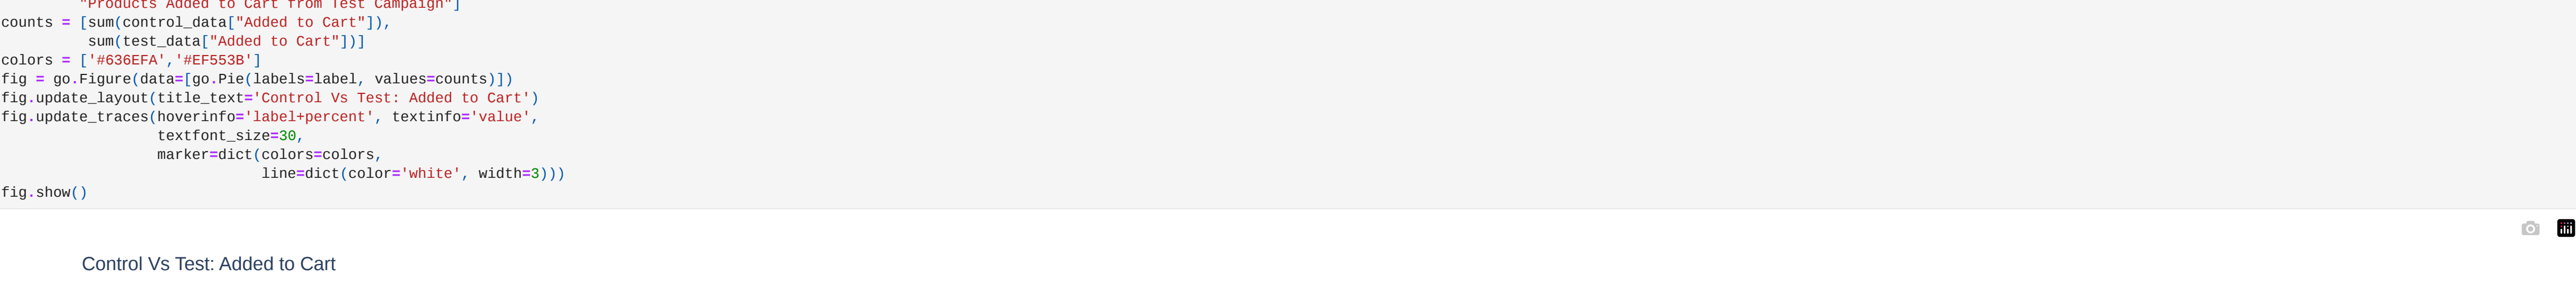 "Products Added to Cart from Test Campaign"]
counts = [sum(control_data["Added to Cart"]),
          sum(test_data["Added to Cart"])]
colors = ['#636EFA','#EF553B']
fig = go.Figure(data=[go.Pie(labels=label, values=counts)])
fig.update_layout(title_text='Control Vs Test: Added to Cart')
fig.update_traces(hoverinfo='label+percent', textinfo='value',
                  textfont_size=30,
                  marker=dict(colors=colors,
                              line=dict(color='white', width=3)))
fig.show()
Control Vs Test: Added to Cart